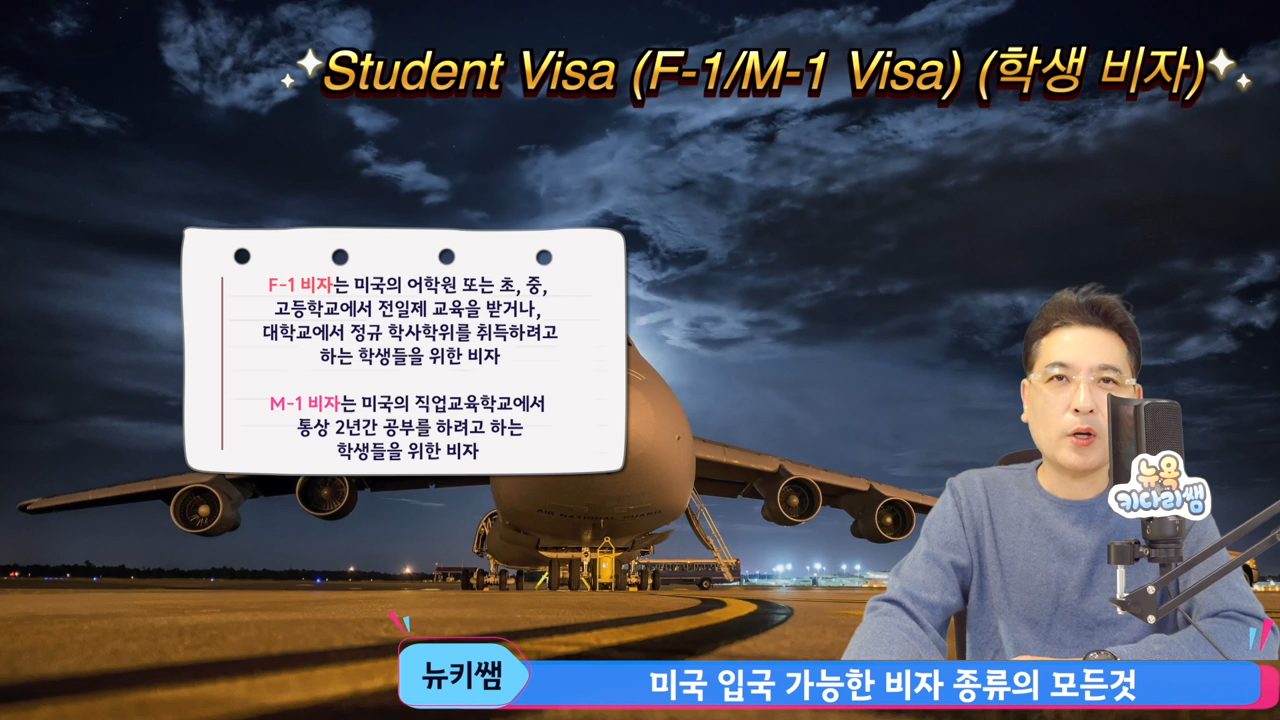 Student Visa (F-1/M-1 Visa) (학생 비자)
F-1 비자는 미국의 어학원 또는 초, 중,
고등학교에서 전일제 교육을 받거나,
대학교에서 정규 학사학위를 취득하려고
하는 학생들을 위한 비자
M-1 비자는 미국의 직업교육학교에서
통상 2년간 공부를 하려고 하는
학생들을 위한 비자
AIR NATIONAL GUARD
뉴욕
키다리쌤
뉴키쌤
미국 입국 가능한 비자 종류의 모든것